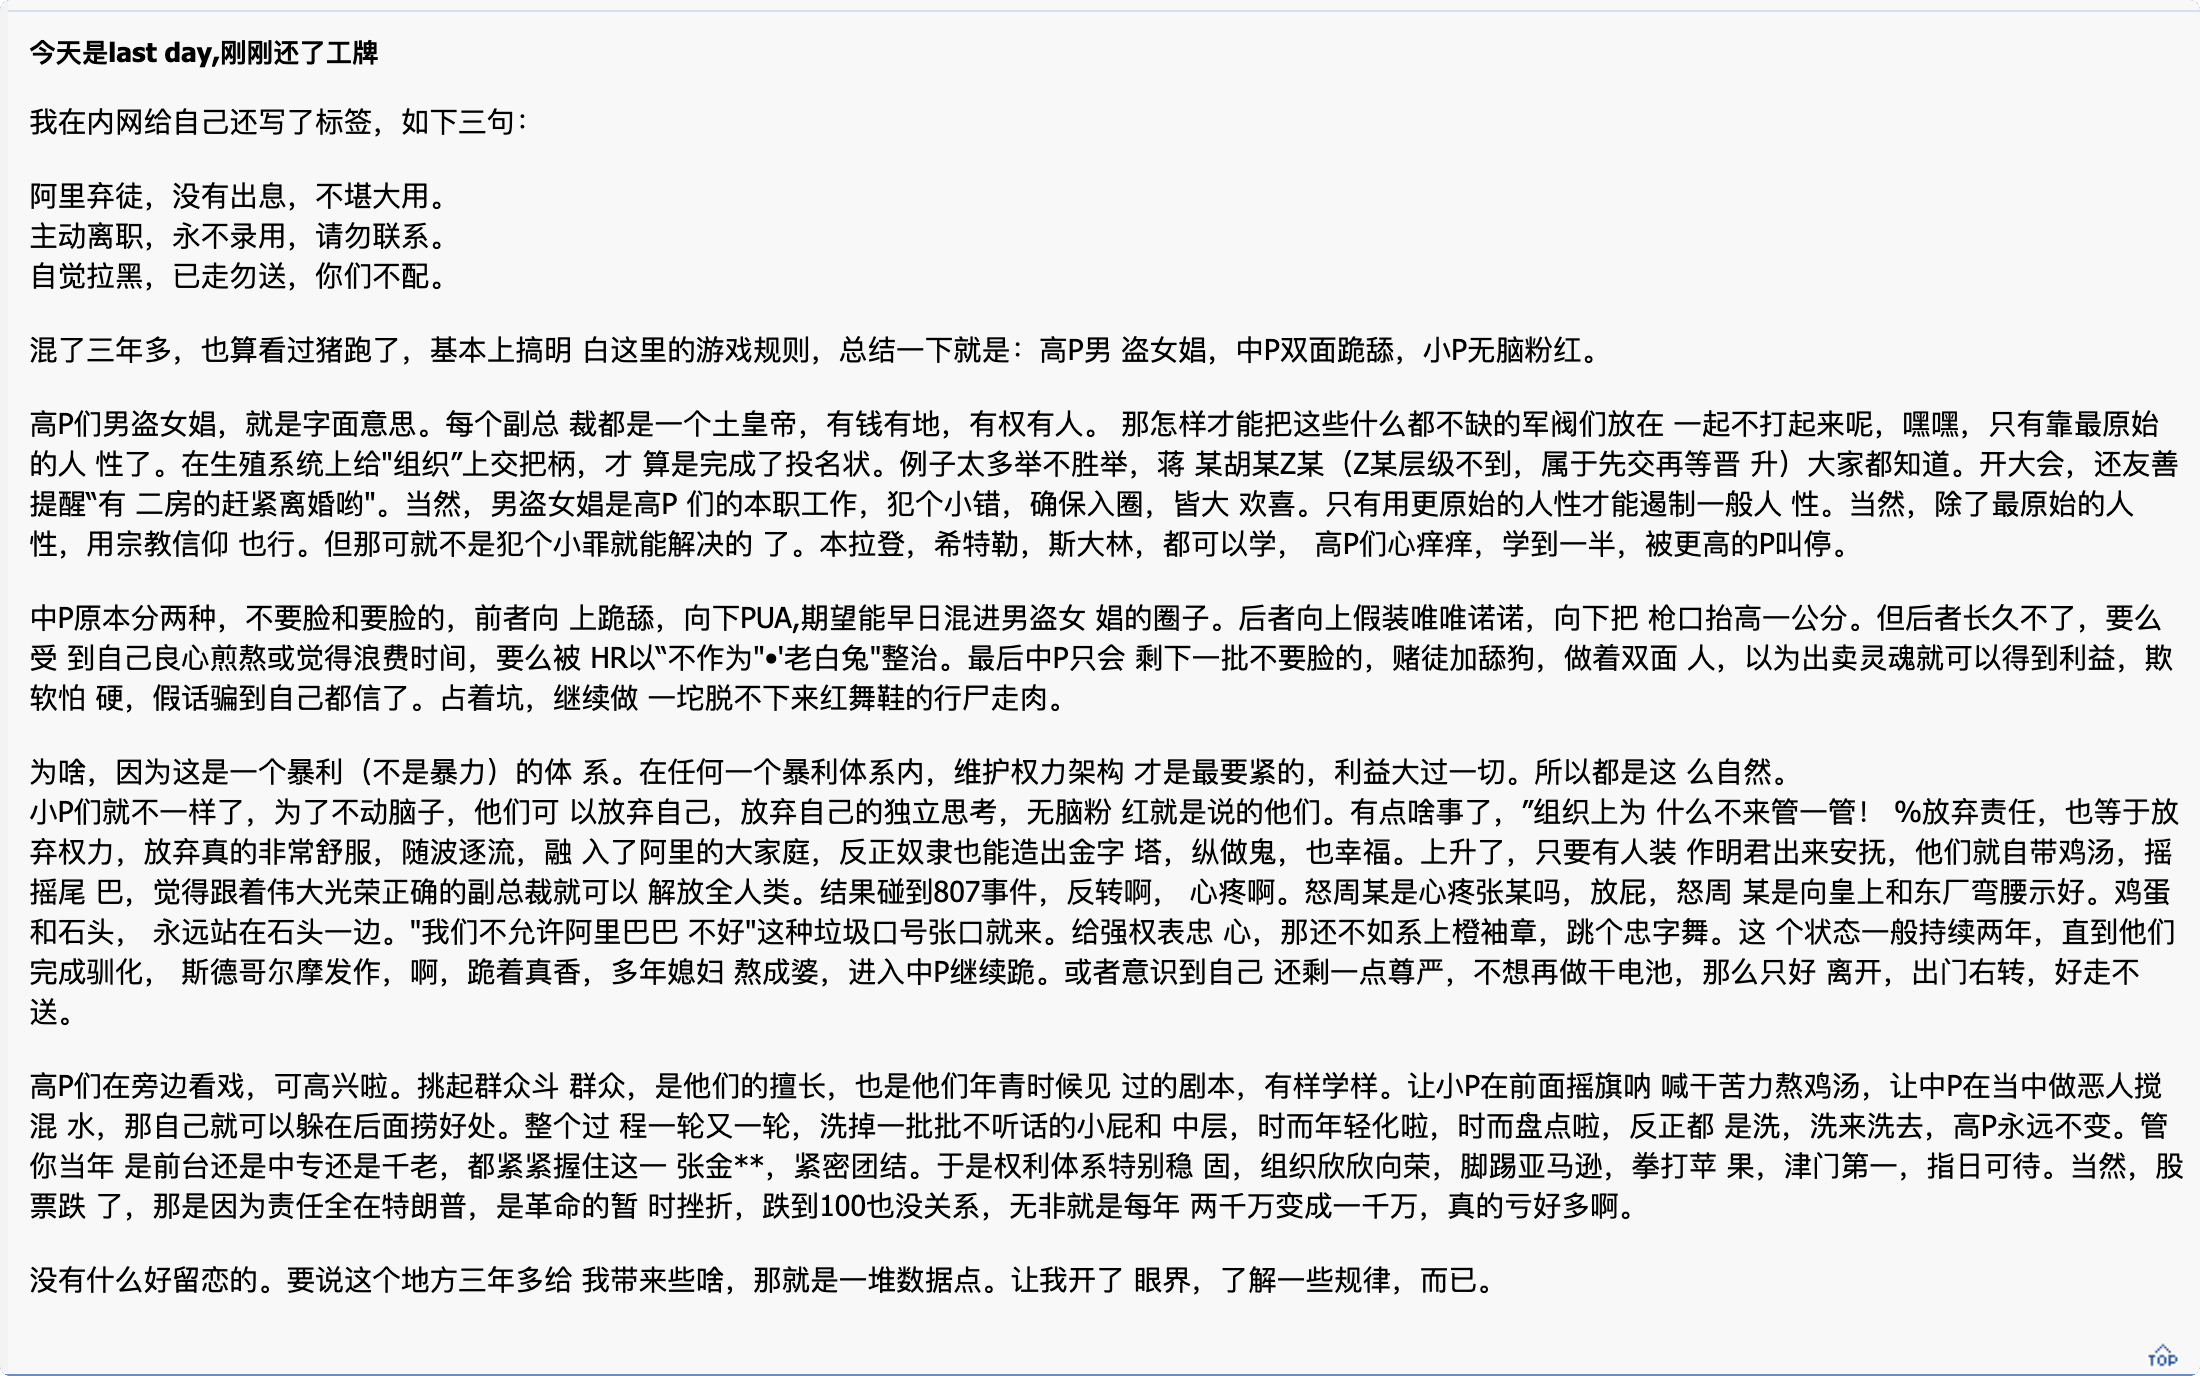 今天是last day,刚刚还了工牌
我在内网给自己还写了标签，如下三句：
阿里弃徒，没有出息，不堪大用。
主动离职，永不录用，请勿联系。
自觉拉黑，已走勿送，你们不配。
混了三年多，也算看过猪跑了，基本上搞明 白这里的游戏规则，总结一下就是：高P男 盗女娼，中P双面跪舔，小P无脑粉红。
高P们男盗女娼，就是字面意思。每个副总 裁都是一个土皇帝，有钱有地，有权有人。 那怎样才能把这些什么都不缺的军阀们放在 一起不打起来呢，嘿嘿，只有靠最原始
的人 性了。在生殖系统上给"组织”上交把柄，才 算是完成了投名状。例子太多举不胜举，蒋 某胡某Z某（Z某层级不到，属于先交再等晋 升）大家都知道。开大会，还友善
提醒“有 二房的赶紧离婚哟"。当然，男盗女娼是高P 们的本职工作，犯个小错，确保入圈，皆大 欢喜。只有用更原始的人性才能遏制一般人 性。当然，除了最原始的人
性，用宗教信仰 也行。但那可就不是犯个小罪就能解决的 了。本拉登，希特勒，斯大林，都可以学， 高P们心痒痒，学到一半，被更高的P叫停。
中P原本分两种，不要脸和要脸的，前者向 上跪舔，向下PUA,期望能早日混进男盗女 娼的圈子。后者向上假装唯唯诺诺，向下把 枪口抬高一公分。但后者长久不了，要么
受 到自己良心煎熬或觉得浪费时间，要么被 HR以“不作为"•'老白兔"整治。最后中P只会 剩下一批不要脸的，赌徒加舔狗，做着双面 人，以为出卖灵魂就可以得到利益，欺
软怕 硬，假话骗到自己都信了。占着坑，继续做 一坨脱不下来红舞鞋的行尸走肉。
为啥，因为这是一个暴利（不是暴力）的体 系。在任何一个暴利体系内，维护权力架构 才是最要紧的，利益大过一切。所以都是这 么自然。
小P们就不一样了，为了不动脑子，他们可 以放弃自己，放弃自己的独立思考，无脑粉 红就是说的他们。有点啥事了，”组织上为 什么不来管一管！ %放弃责任，也等于放
弃权力，放弃真的非常舒服，随波逐流，融 入了阿里的大家庭，反正奴隶也能造出金字 塔，纵做鬼，也幸福。上升了，只要有人装 作明君出来安抚，他们就自带鸡汤，摇
摇尾 巴，觉得跟着伟大光荣正确的副总裁就可以 解放全人类。结果碰到807事件，反转啊， 心疼啊。怒周某是心疼张某吗，放屁，怒周 某是向皇上和东厂弯腰示好。鸡蛋
和石头， 永远站在石头一边。"我们不允许阿里巴巴 不好"这种垃圾口号张口就来。给强权表忠 心，那还不如系上橙袖章，跳个忠字舞。这 个状态一般持续两年，直到他们
完成驯化， 斯德哥尔摩发作，啊，跪着真香，多年媳妇 熬成婆，进入中P继续跪。或者意识到自己 还剩一点尊严，不想再做干电池，那么只好 离开，出门右转，好走不
送。
高P们在旁边看戏，可高兴啦。挑起群众斗 群众，是他们的擅长，也是他们年青时候见 过的剧本，有样学样。让小P在前面摇旗呐 喊干苦力熬鸡汤，让中P在当中做恶人搅
混 水，那自己就可以躲在后面捞好处。整个过 程一轮又一轮，洗掉一批批不听话的小屁和 中层，时而年轻化啦，时而盘点啦，反正都 是洗，洗来洗去，高P永远不变。管
你当年 是前台还是中专还是千老，都紧紧握住这一 张金**，紧密团结。于是权利体系特别稳 固，组织欣欣向荣，脚踢亚马逊，拳打苹 果，津门第一，指日可待。当然，股
票跌 了，那是因为责任全在特朗普，是革命的暂 时挫折，跌到100也没关系，无非就是每年 两千万变成一千万，真的亏好多啊。
没有什么好留恋的。要说这个地方三年多给 我带来些啥，那就是一堆数据点。让我开了 眼界，了解一些规律，而已。
TOP